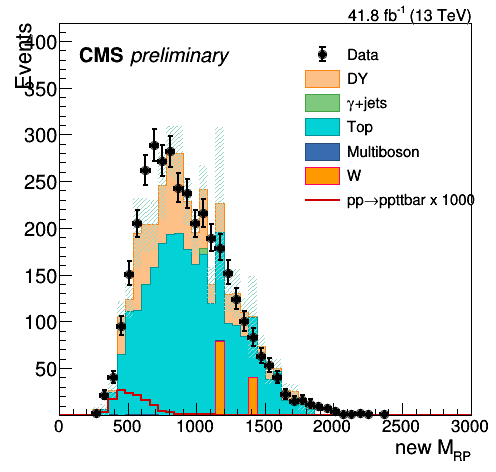 41.8 fb⁻¹ (13 TeV)
Events
CMS preliminary
Data
DY
γ+jets
Top
Multiboson
W
pp→ppttbar x 1000
400
350
300
250
200
150
100
50
0 500 1000 1500 2000 2500 3000
new M_RP